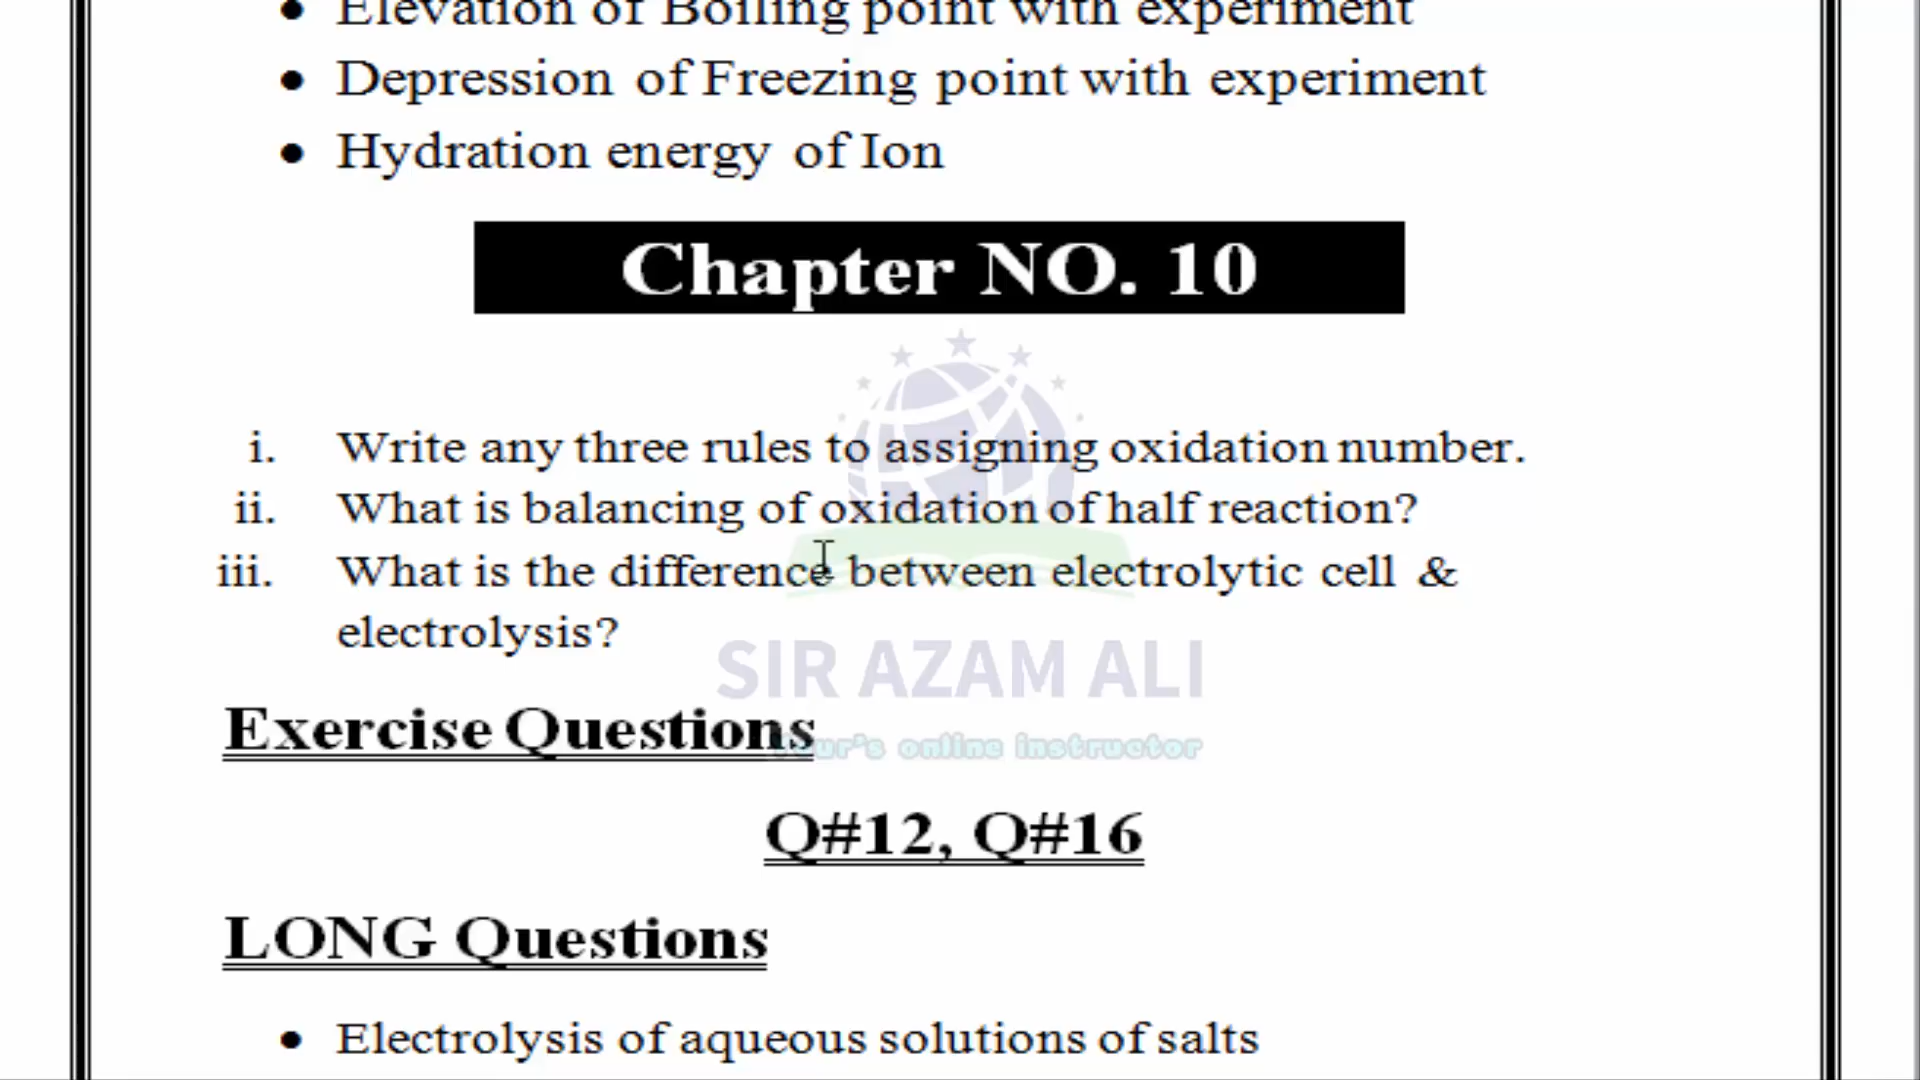 • Elevation of Boiling point with experiment
• Depression of Freezing point with experiment
• Hydration energy of Ion
Chapter NO. 10
i. Write any three rules to assigning oxidation number.
ii. What is balancing of oxidation of half reaction?
iii. What is the difference between electrolytic cell &
electrolysis?
SIR AZAM ALI
Exercise Questions
online instructor
Q#12, Q#16
LONG Questions
• Electrolysis of aqueous solutions of salts